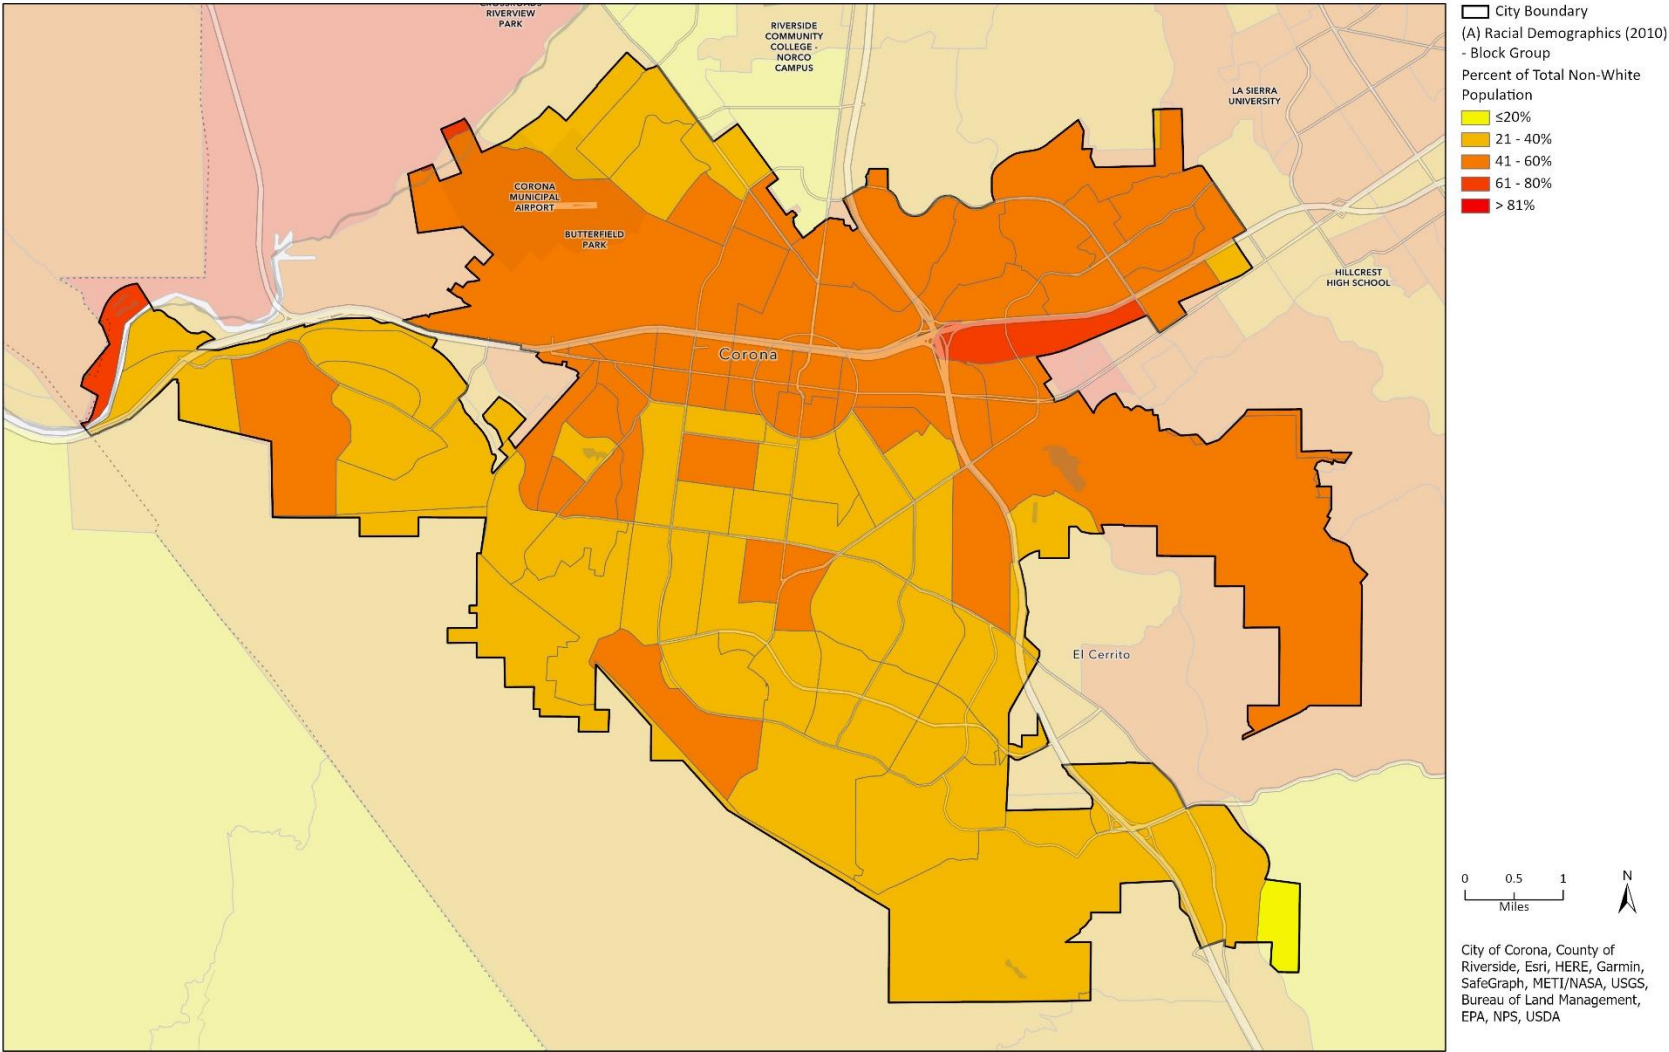 CROSSROADS
RIVERVIEW
PARK
RIVERSIDE
COMMUNITY
COLLEGE -
NORCO
CAMPUS
LA SIERRA
UNIVERSITY
CORONA
MUNICIPAL
AIRPORT
BUTTERFIELD
PARK
HILLCREST
HIGH SCHOOL
Corona
El Cerrito
City Boundary
(A) Racial Demographics (2010)
- Block Group
Percent of Total Non-White
Population
≤20%
21 - 40%
41 - 60%
61 - 80%
> 81%
0 0.5 1
Miles
N
City of Corona, County of
Riverside, Esri, HERE, Garmin,
SafeGraph, METI/NASA, USGS,
Bureau of Land Management,
EPA, NPS, USDA